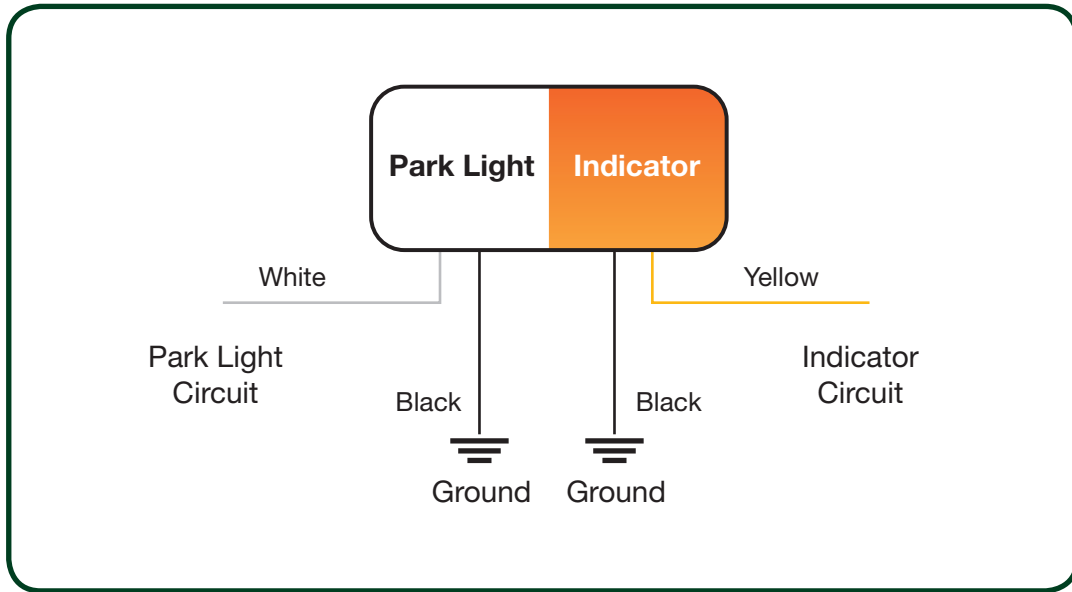 Park Light
Indicator
White
Yellow
Park Light
Circuit
Indicator
Circuit
Black
Black
Ground
Ground